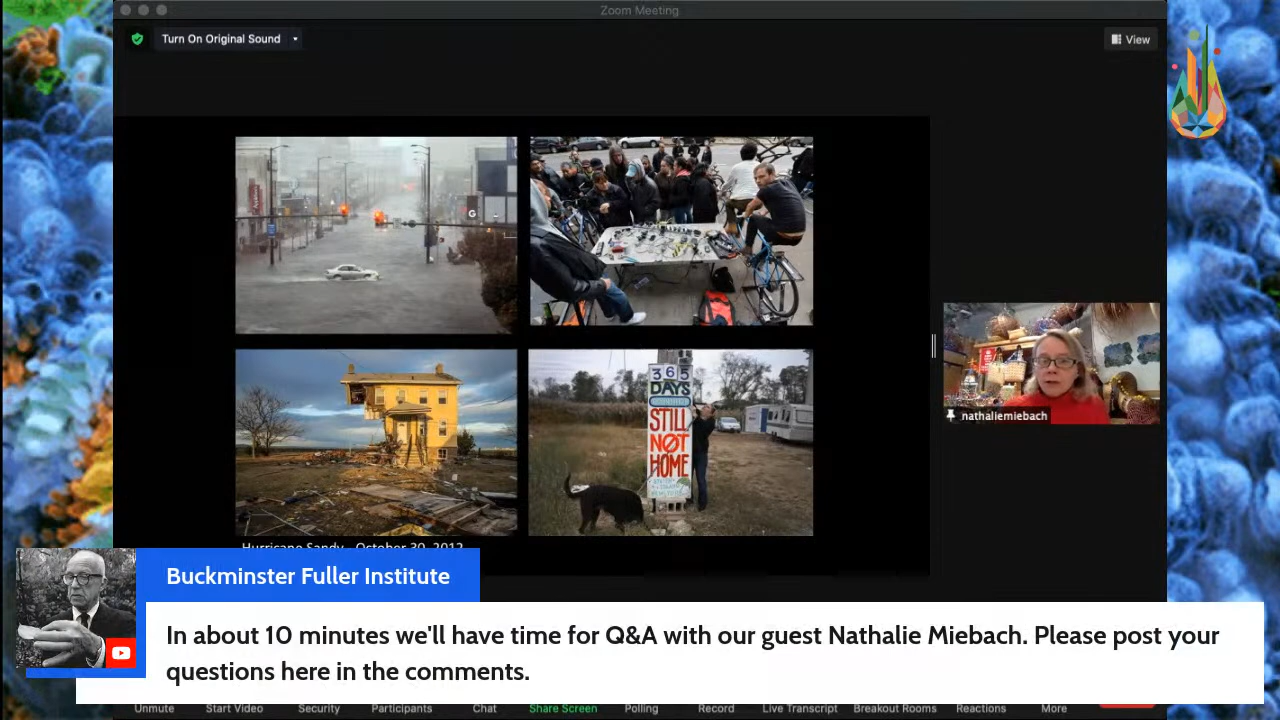 Zoom Meeting
Turn On Original Sound
View
G
365
DAYS
STILL
NOT
HOME
nathaliemiebach
Hurricane Sandy - October 30, 2012
Buckminster Fuller Institute
In about 10 minutes we'll have time for Q&A with our guest Nathalie Miebach. Please post your
questions here in the comments.
Unmute Start Video Security Participants Chat Share Screen Polling Record Live Transcript Breakout Rooms Reactions More